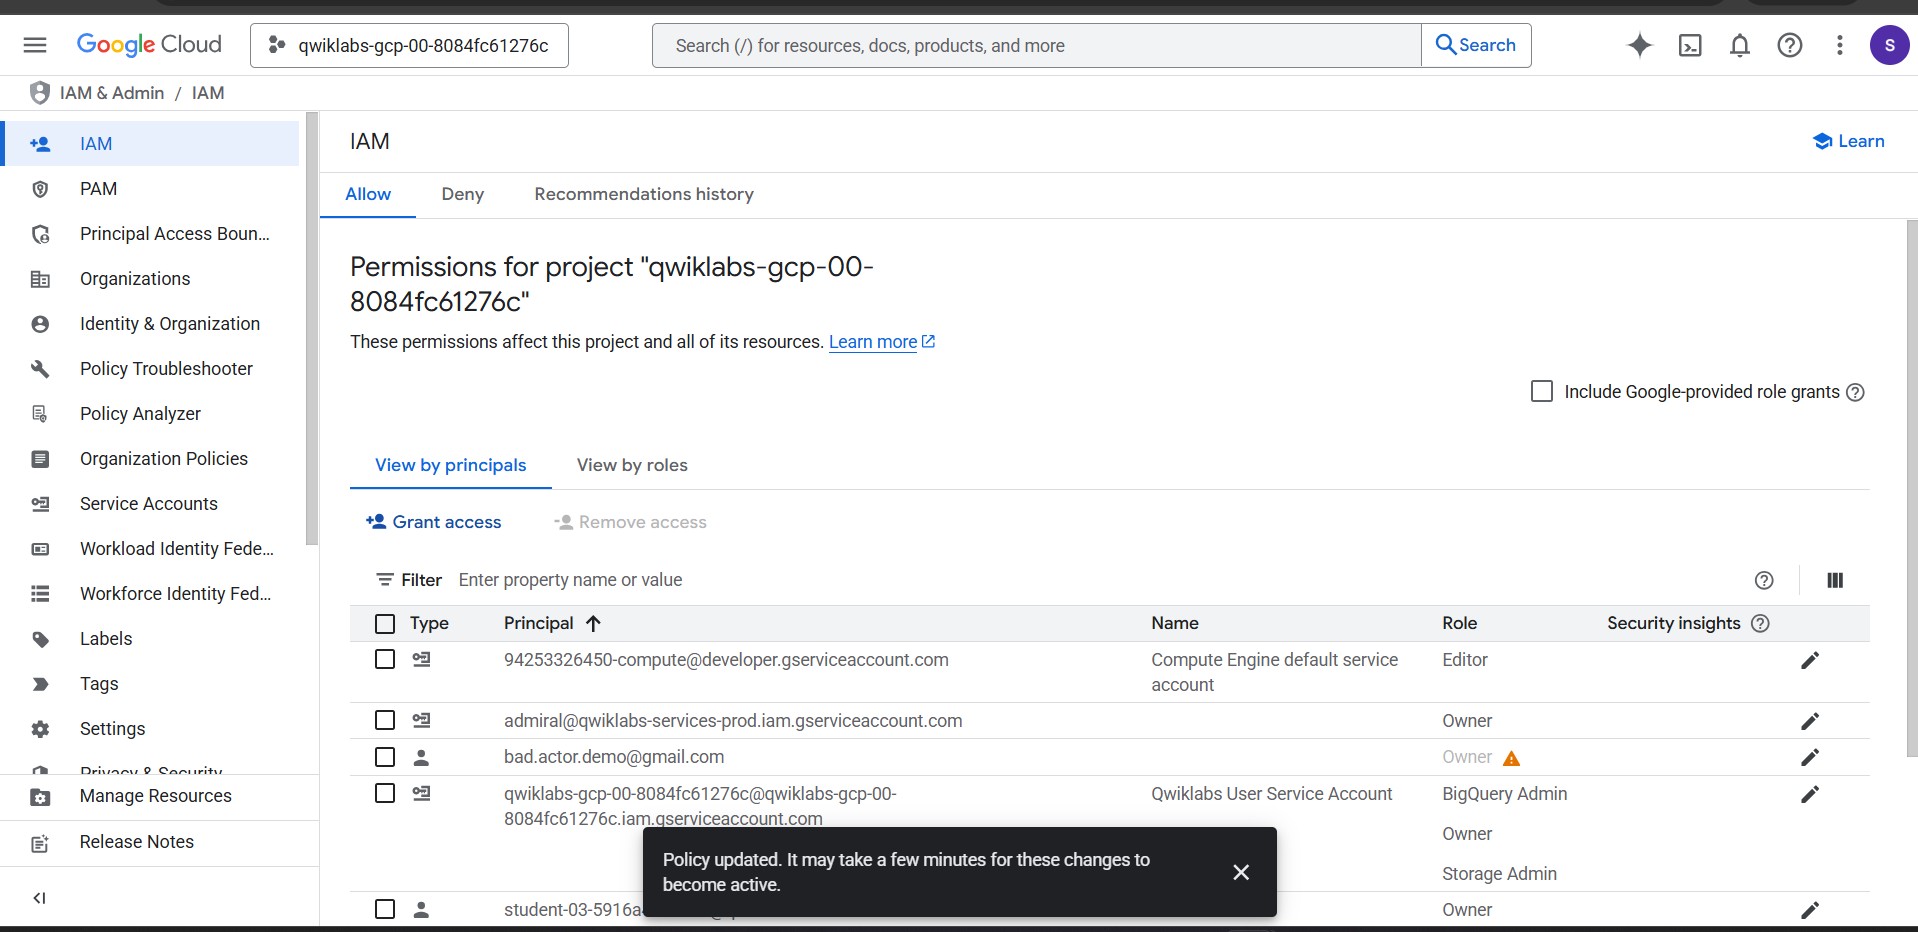 Google Cloud
qwiklabs-gcp-00-8084fc61276c
Search (/) for resources, docs, products, and more
Search
S
IAM & Admin / IAM
IAM
PAM
Principal Access Boun...
Organizations
Identity & Organization
Policy Troubleshooter
Policy Analyzer
Organization Policies
Service Accounts
Workload Identity Fede...
Workforce Identity Fed...
Labels
Tags
Settings
Privacy & Security
Manage Resources
Release Notes
IAM
Learn
Allow Deny Recommendations history
Permissions for project "qwiklabs-gcp-00-
8084fc61276c"
These permissions affect this project and all of its resources. Learn more
Include Google-provided role grants
View by principals View by roles
Grant access Remove access
Filter Enter property name or value
Type Principal Name Role Security insights
94253326450-compute@developer.gserviceaccount.com Compute Engine default service Editor
account
admiral@qwiklabs-services-prod.iam.gserviceaccount.com Owner
bad.actor.demo@gmail.com Owner
qwiklabs-gcp-00-8084fc61276c@qwiklabs-gcp-00- Qwiklabs User Service Account BigQuery Admin
8084fc61276c.iam.gserviceaccount.com
Owner
Storage Admin
Policy updated. It may take a few minutes for these changes to
become active.
student-03-5916a Owner